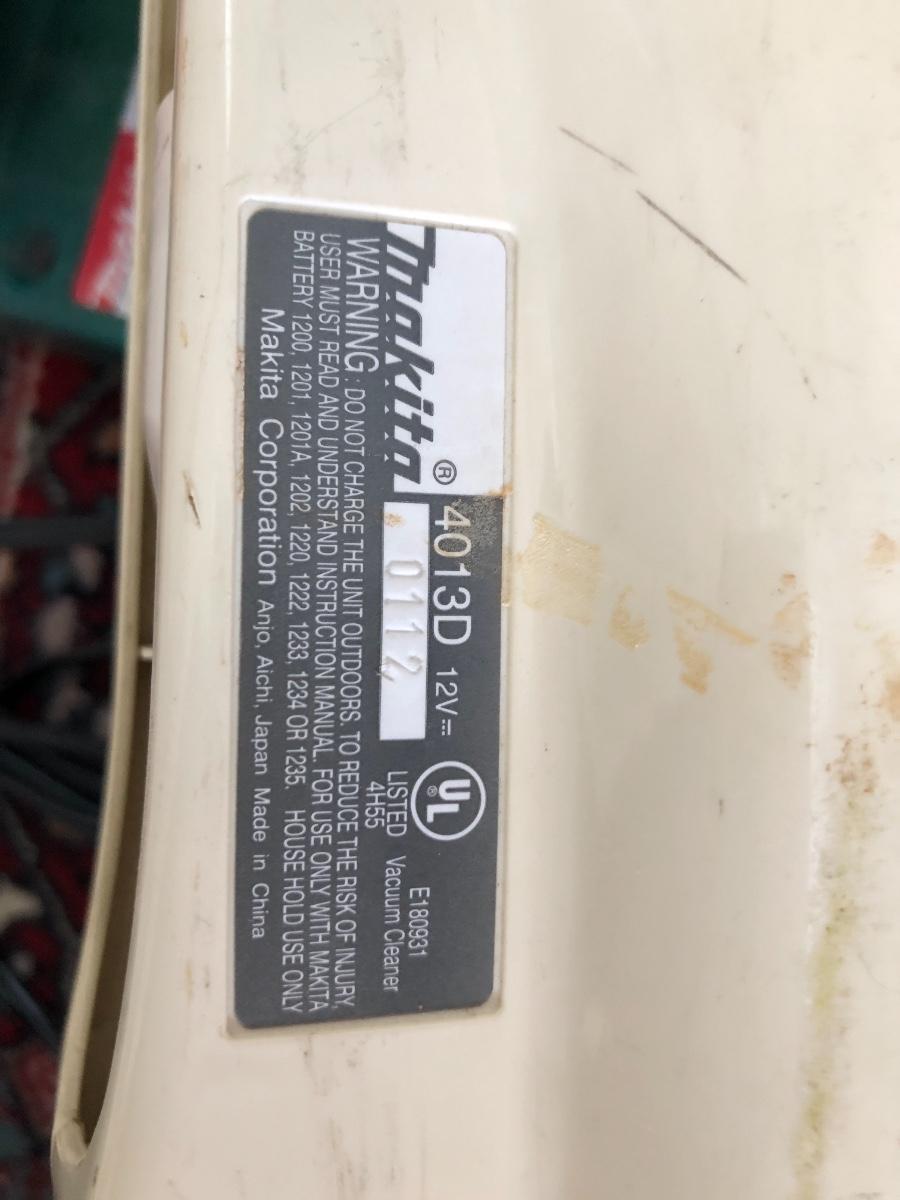 makita® 4013D 12V
0112
UL® LISTED 4H55
E180931
Vacuum Cleaner
WARNING: DO NOT CHARGE THE UNIT OUTDOORS. TO REDUCE THE RISK OF INJURY,
USER MUST READ AND UNDERSTAND INSTRUCTION MANUAL. FOR USE ONLY WITH MAKITA
BATTERY 1200, 1201, 1201A, 1202, 1220, 1222, 1233, 1234 OR 1235. HOUSE HOLD USE ONLY
Makita Corporation Anjo, Aichi, Japan Made in China